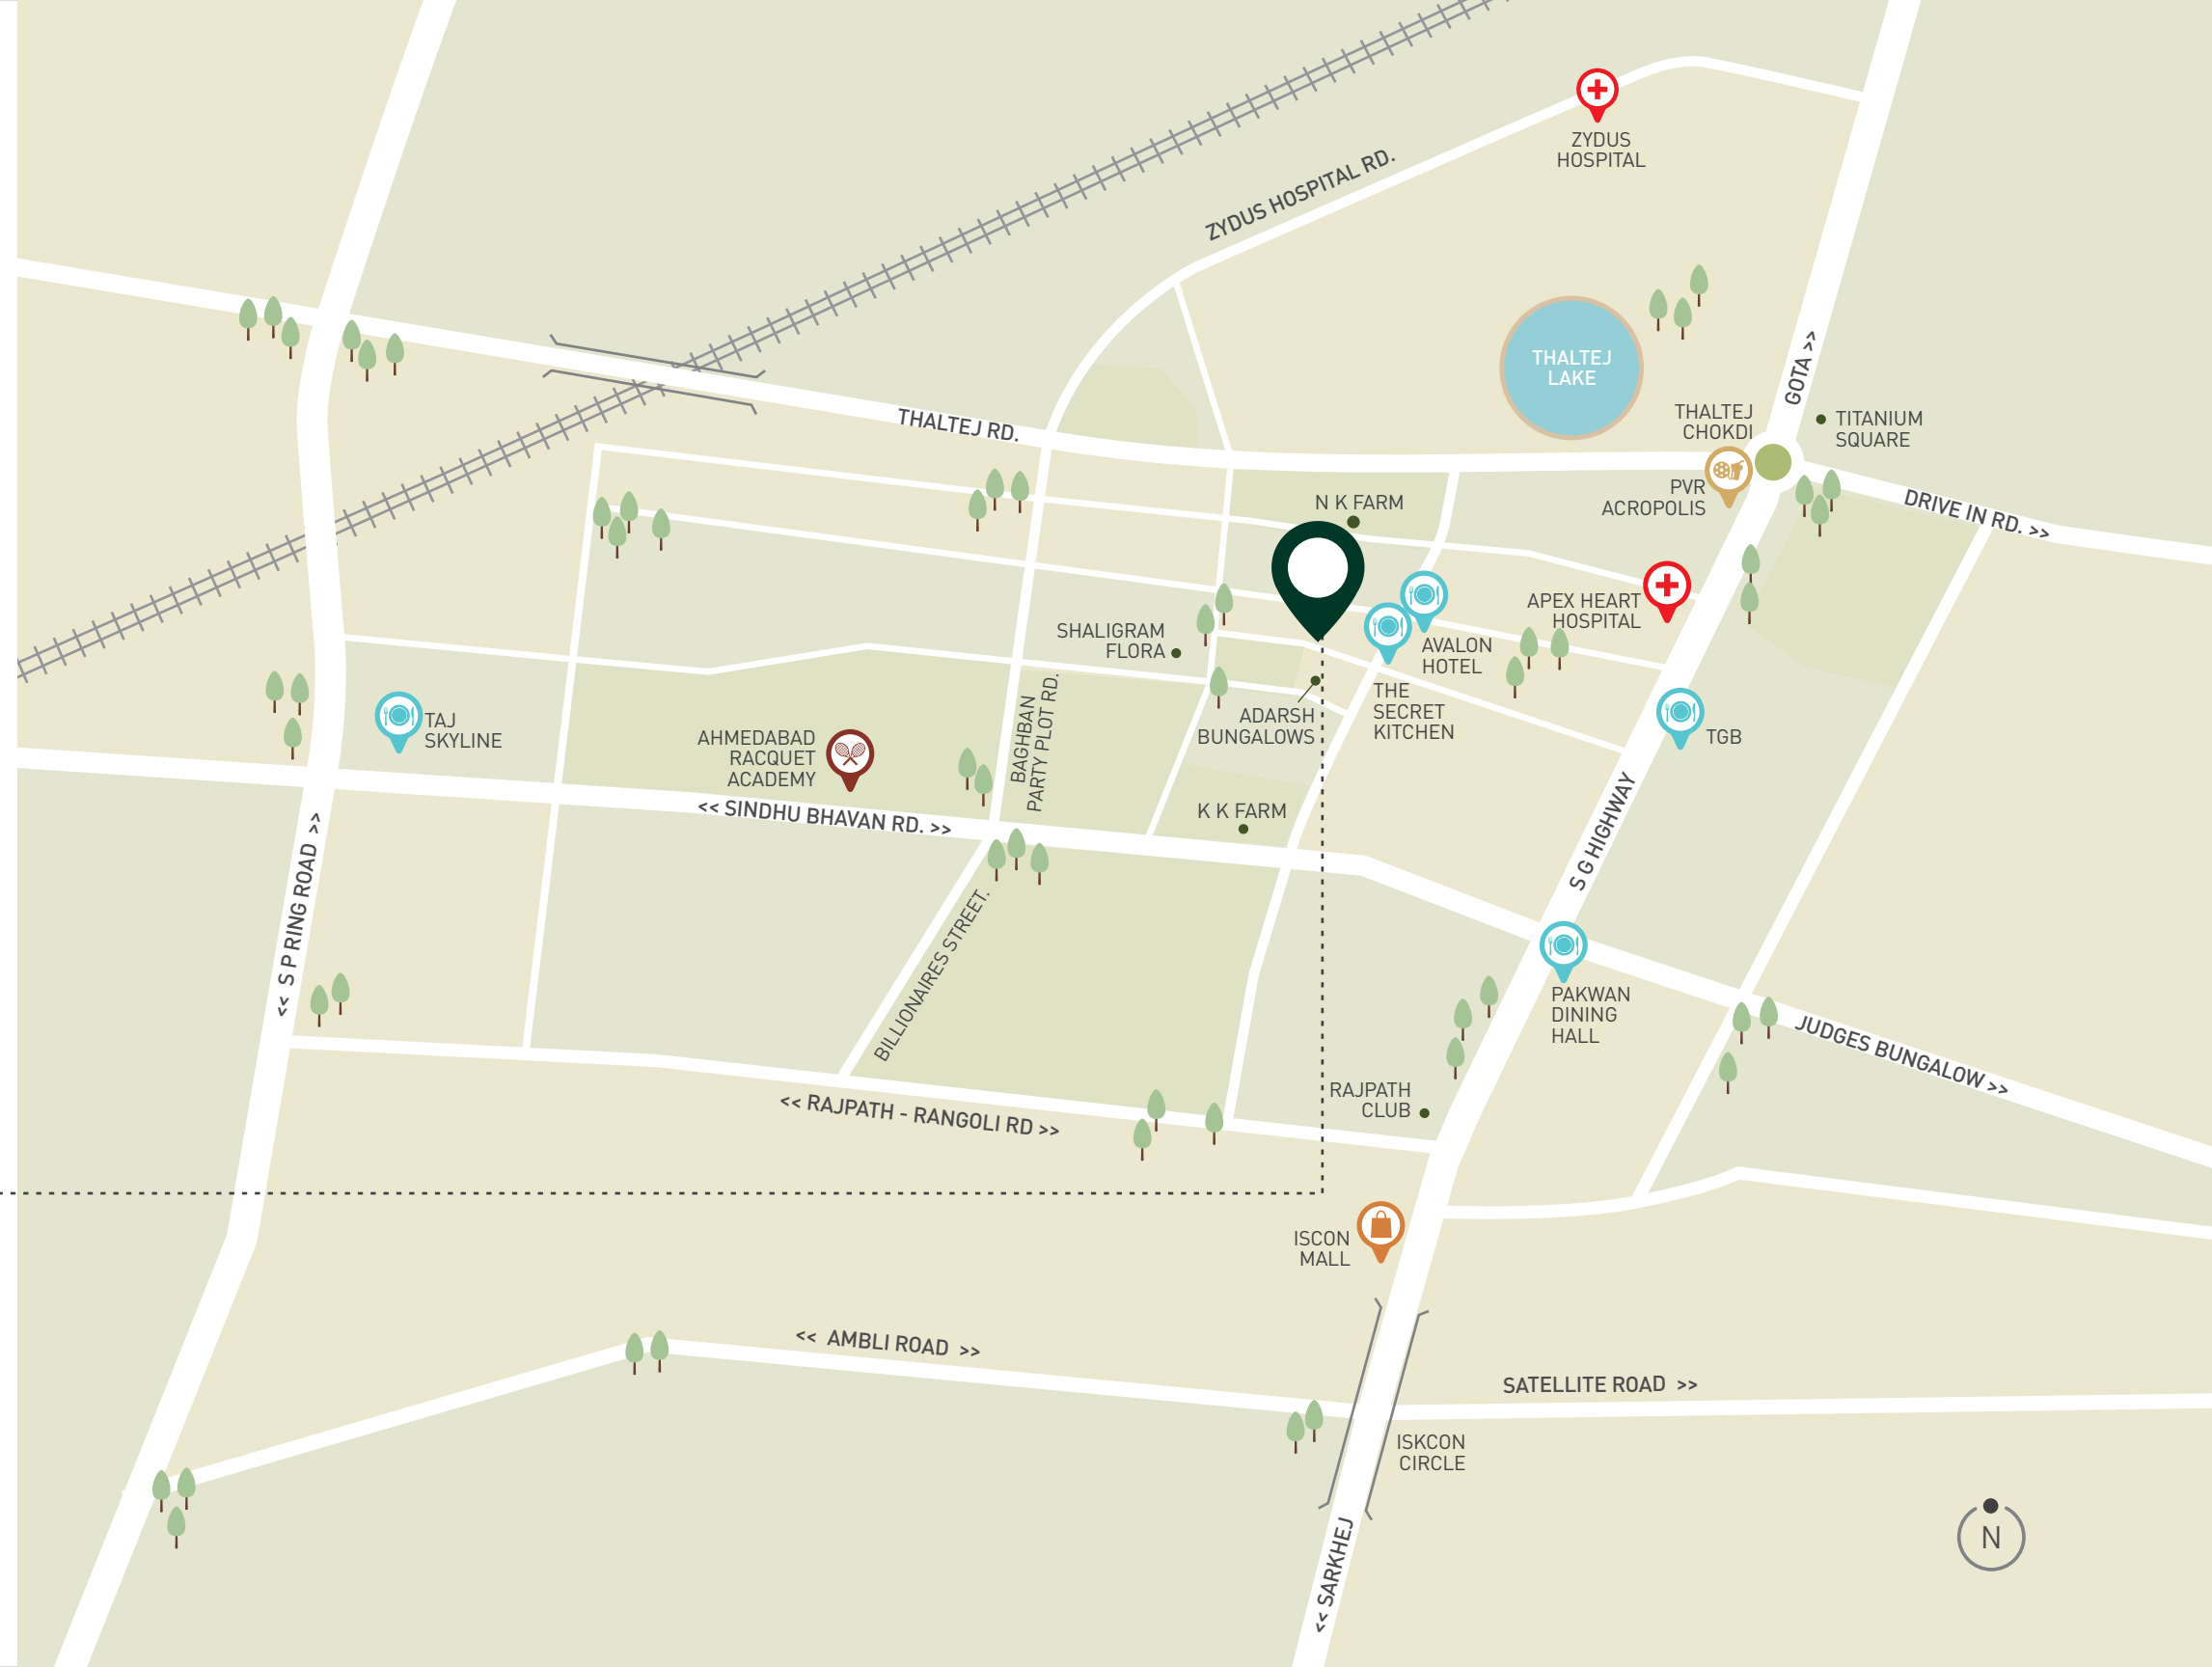 ZYDUS
HOSPITAL
ZYDUS HOSPITAL RD.
THALTEJ
LAKE
GOTA >>
THALTEJ
CHOKDI
TITANIUM
SQUARE
THALTEJ RD.
PVR
ACROPOLIS
N K FARM
DRIVE IN RD. >>
APEX HEART
HOSPITAL
SHALIGRAM
FLORA
AVALON
HOTEL
THE
SECRET
KITCHEN
ADARSH
BUNGALOWS
TAJ
SKYLINE
AHMEDABAD
RACQUET
ACADEMY
BAGHBAN
PARTY PLOT RD.
TGB
K K FARM
<< SINDHU BHAVAN RD. >>
S G HIGHWAY
<< S P RING ROAD >>
BILLIONAIRES STREET.
PAKWAN
DINING
HALL
JUDGES BUNGALOW >>
RAJPATH
CLUB
<< RAJPATH - RANGOLI RD >>
ISCON
MALL
<< AMBLI ROAD >>
SATELLITE ROAD >>
ISKCON
CIRCLE
<< SARKHEJ
N